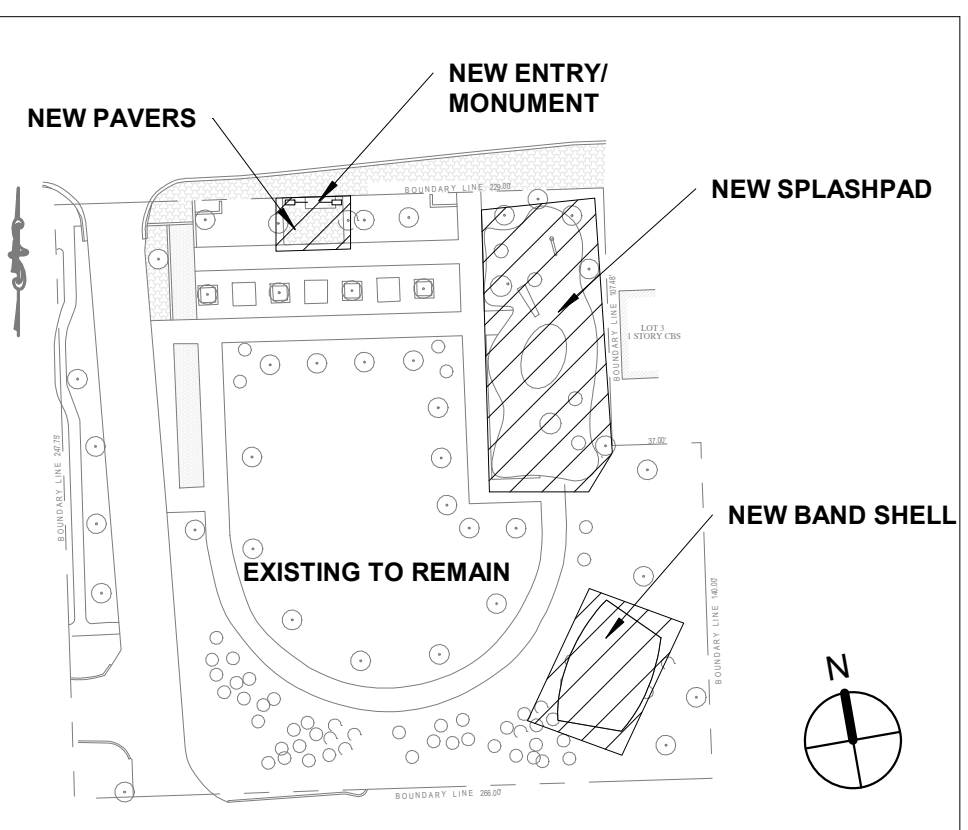 NEW ENTRY/
MONUMENT
NEW PAVERS
BOUNDARY LINE 229.00'
NEW SPLASHPAD
BOUNDARY LINE 107.48'
LOT 3
1 STORY CBS
BOUNDARY LINE 247.75'
37.00'
NEW BAND SHELL
EXISTING TO REMAIN
BOUNDARY LINE 140.00'
N
BOUNDARY LINE 266.00'